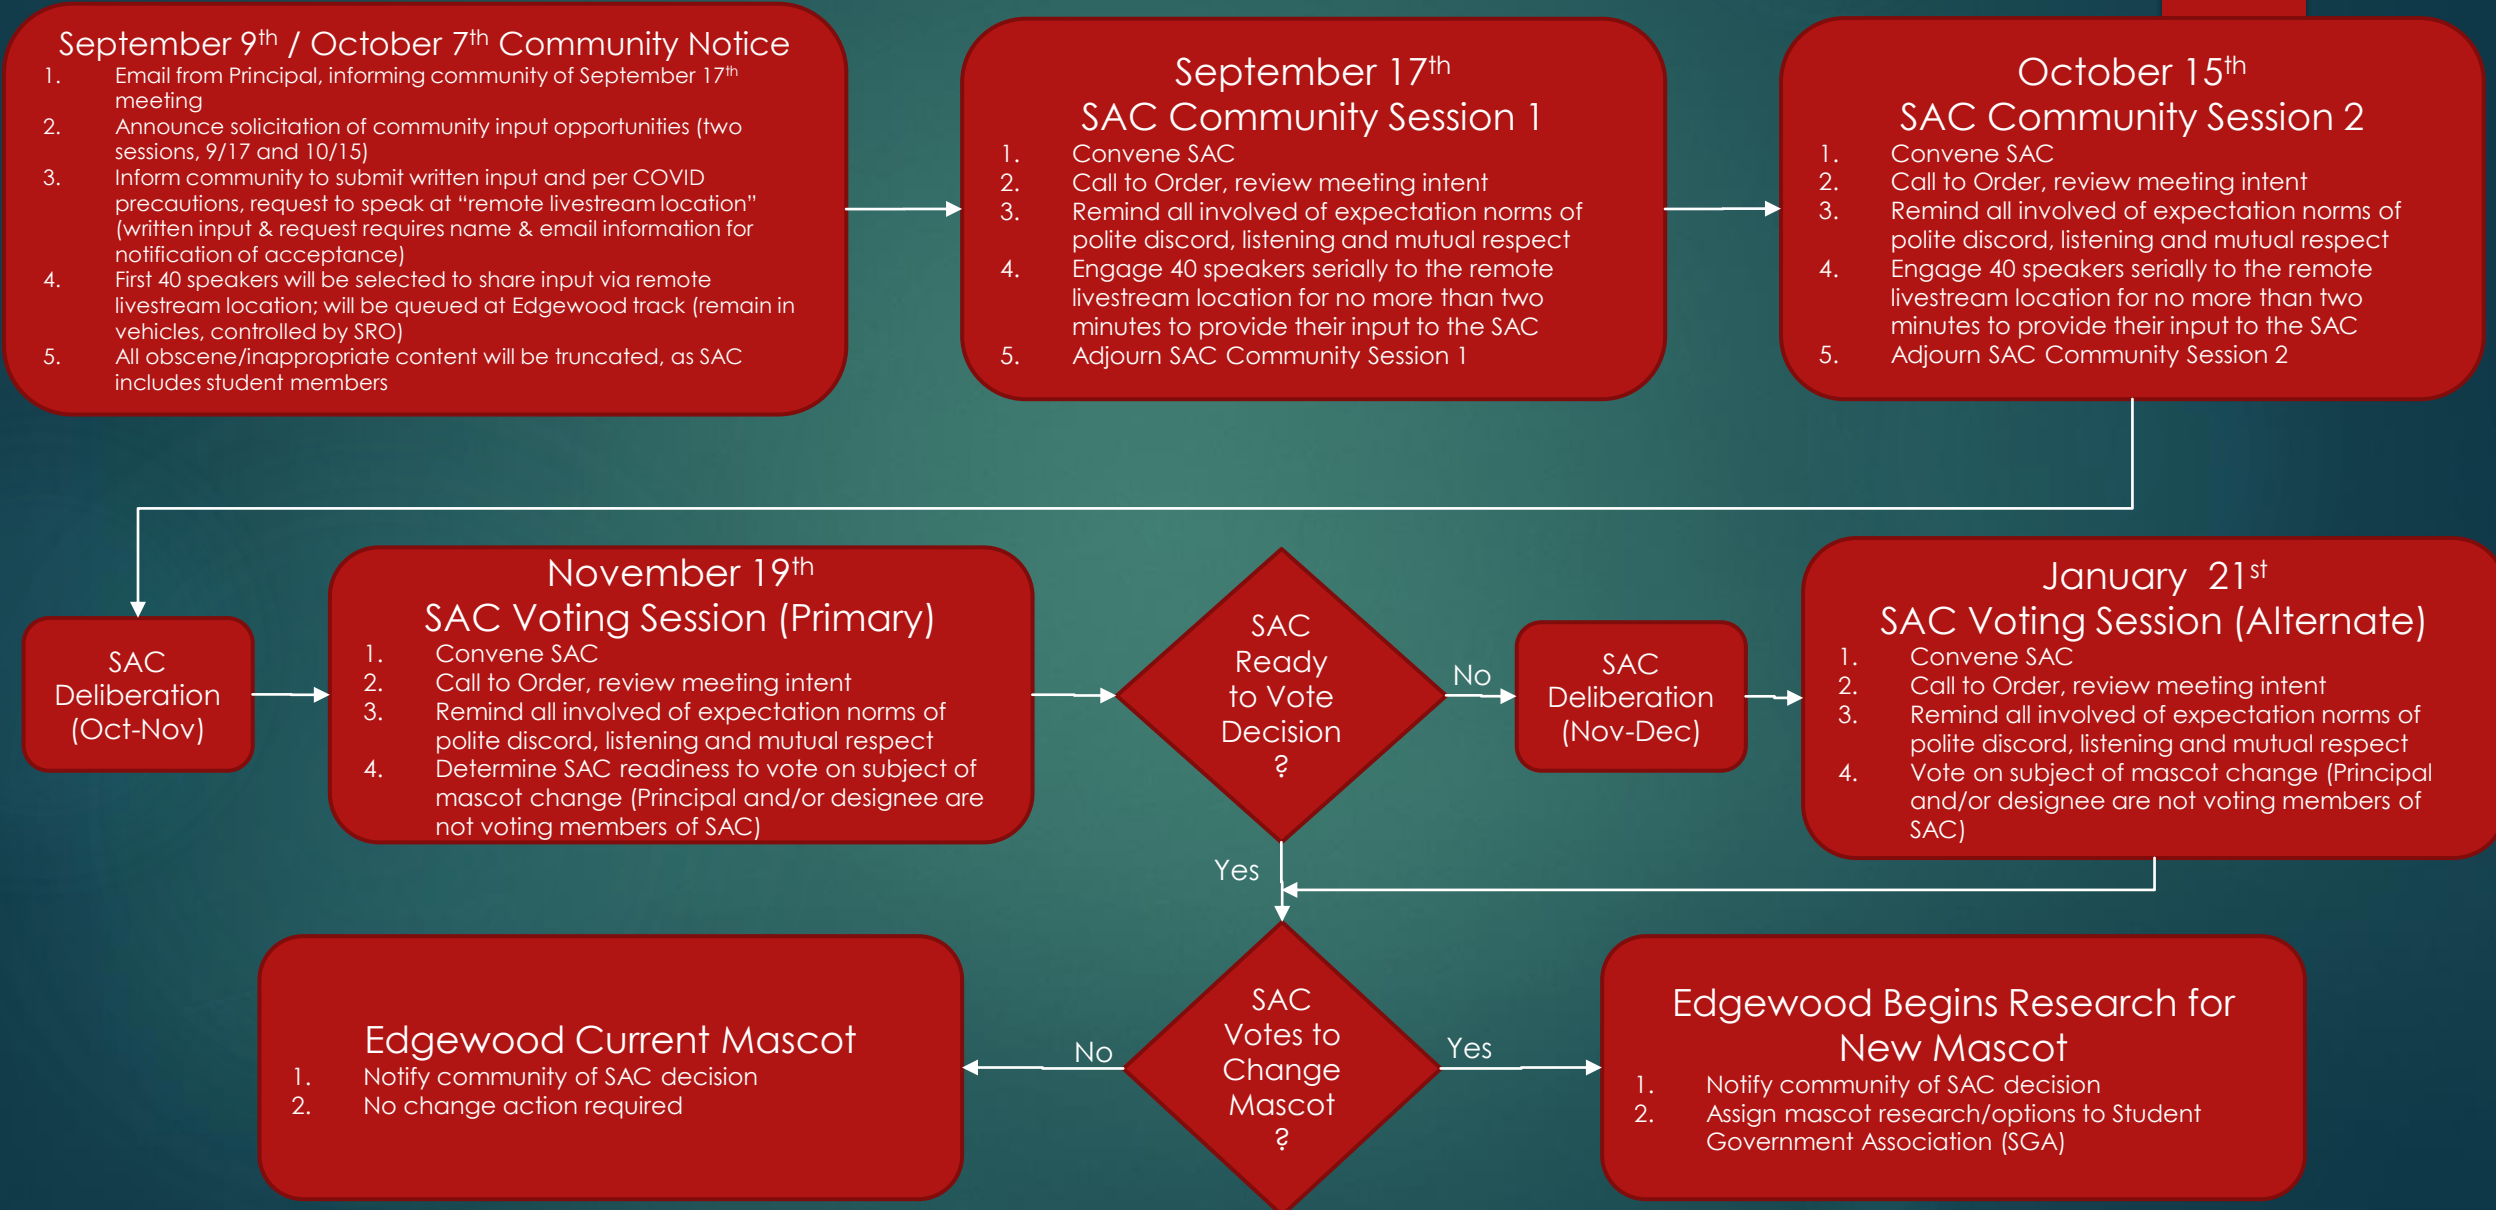 September 9th / October 7th Community Notice
1. Email from Principal, informing community of September 17th
meeting
2. Announce solicitation of community input opportunities (two
sessions, 9/17 and 10/15)
3. Inform community to submit written input and per COVID
precautions, request to speak at “remote livestream location”
(written input & request requires name & email information for
notification of acceptance)
4. First 40 speakers will be selected to share input via remote
livestream location; will be queued at Edgewood track (remain in
vehicles, controlled by SRO)
5. All obscene/inappropriate content will be truncated, as SAC
includes student members
September 17th
SAC Community Session 1
1. Convene SAC
2. Call to Order, review meeting intent
3. Remind all involved of expectation norms of
polite discord, listening and mutual respect
4. Engage 40 speakers serially to the remote
livestream location for no more than two
minutes to provide their input to the SAC
5. Adjourn SAC Community Session 1
October 15th
SAC Community Session 2
1. Convene SAC
2. Call to Order, review meeting intent
3. Remind all involved of expectation norms of
polite discord, listening and mutual respect
4. Engage 40 speakers serially to the remote
livestream location for no more than two
minutes to provide their input to the SAC
5. Adjourn SAC Community Session 2
SAC
Deliberation
(Oct-Nov)
November 19th
SAC Voting Session (Primary)
1. Convene SAC
2. Call to Order, review meeting intent
3. Remind all involved of expectation norms of
polite discord, listening and mutual respect
4. Determine SAC readiness to vote on subject of
mascot change (Principal and/or designee are
not voting members of SAC)
SAC
Ready
to Vote
Decision
?
No
Yes
SAC
Deliberation
(Nov-Dec)
January 21st
SAC Voting Session (Alternate)
1. Convene SAC
2. Call to Order, review meeting intent
3. Remind all involved of expectation norms of
polite discord, listening and mutual respect
4. Vote on subject of mascot change (Principal
and/or designee are not voting members of
SAC)
Edgewood Current Mascot
1. Notify community of SAC decision
2. No change action required
No
SAC
Votes to
Change
Mascot
?
Yes
Edgewood Begins Research for
New Mascot
1. Notify community of SAC decision
2. Assign mascot research/options to Student
Government Association (SGA)